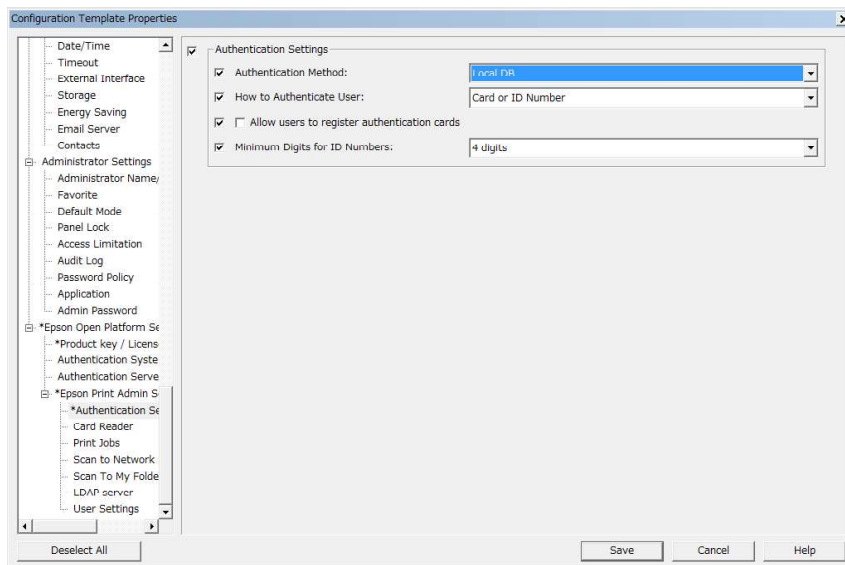 Configuration Template Properties
Date/Time
Timeout
External Interface
Storage
Energy Saving
Email Server
Contacts
Administrator Settings
Administrator Name/
Favorite
Default Mode
Panel Lock
Access Limitation
Audit Log
Password Policy
Application
Admin Password
*Epson Open Platform Se
*Product key / Licens
Authentication Syste
Authentication Serve
*Epson Print Admin S
*Authentication Se
Card Reader
Print Jobs
Scan to Network
Scan To My Folde
LDAP server
User Settings
Authentication Settings
Authentication Method: Local DB
How to Authenticate User: Card or ID Number
Allow users to register authentication cards
Minimum Digits for ID Numbers: 4 digits
Deselect All Save Cancel Help